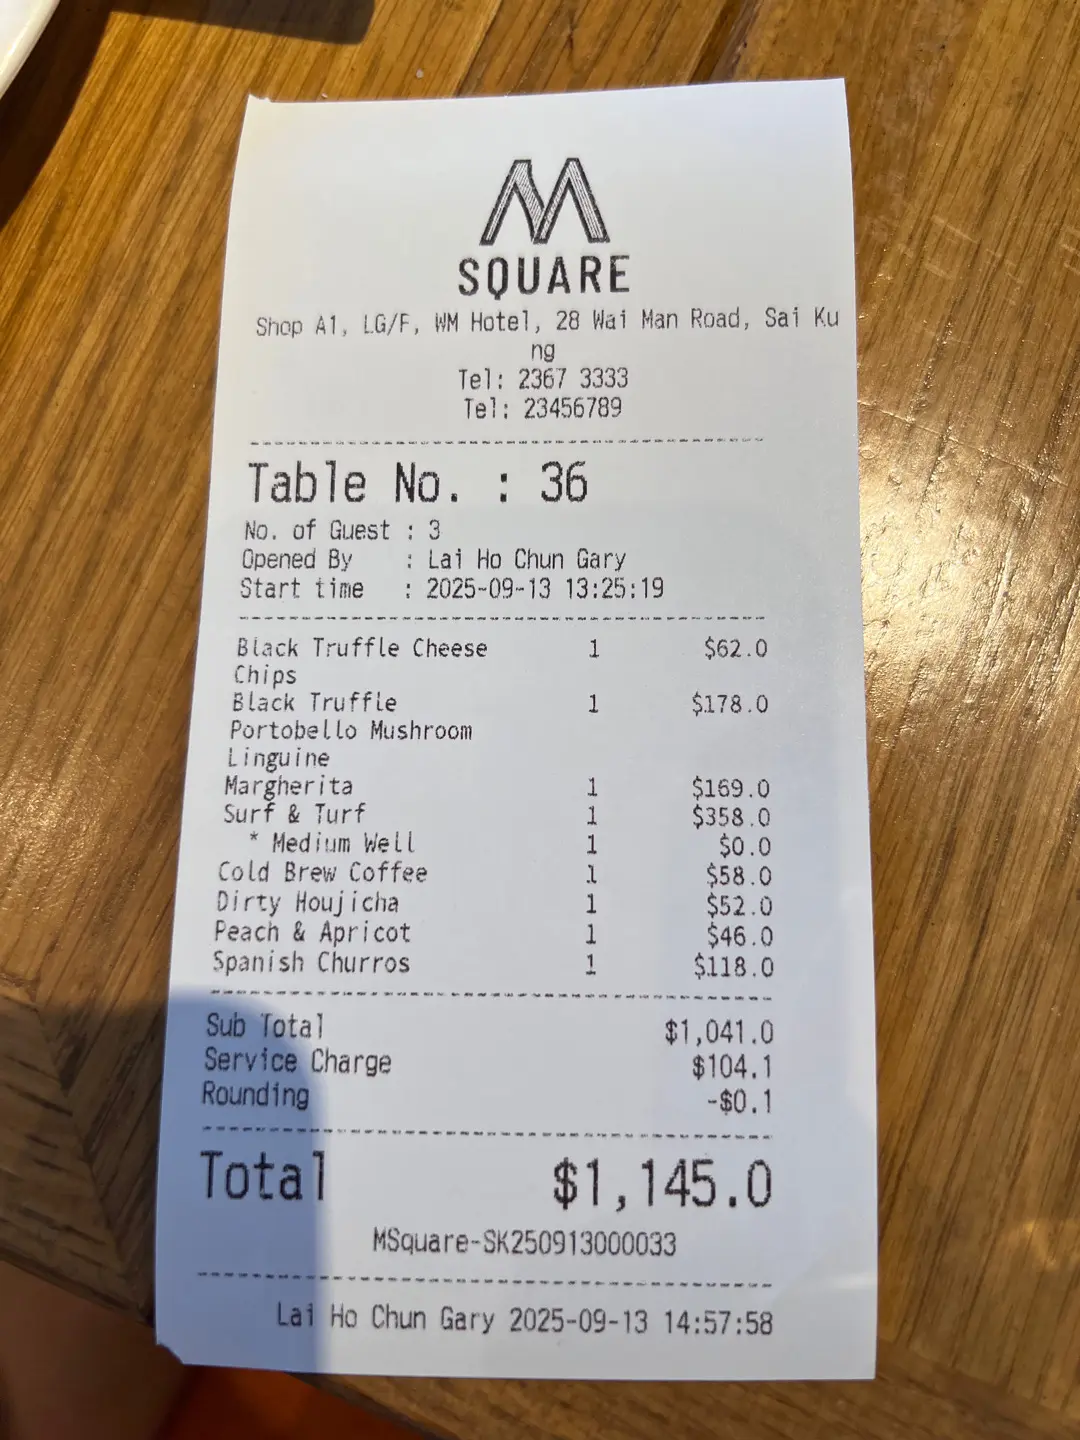 M
SQUARE
Shop A1, LG/F, WM Hotel, 28 Wai Man Road, Sai Ku
ng
Tel: 2367 3333
Tel: 23456789
Table No. : 36
No. of Guest : 3
Opened By : Lai Ho Chun Gary
Start time : 2025-09-13 13:25:19
Black Truffle Cheese 1 $62.0
Chips
Black Truffle 1 $178.0
Portobello Mushroom
Linguine
Margherita 1 $169.0
Surf & Turf 1 $358.0
* Medium Well 1 $0.0
Cold Brew Coffee 1 $58.0
Dirty Houjicha 1 $52.0
Peach & Apricot 1 $46.0
Spanish Churros 1 $118.0
Sub Total $1,041.0
Service Charge $104.1
Rounding -$0.1
Total $1,145.0
MSquare-SK250913000033
Lai Ho Chun Gary 2025-09-13 14:57:58